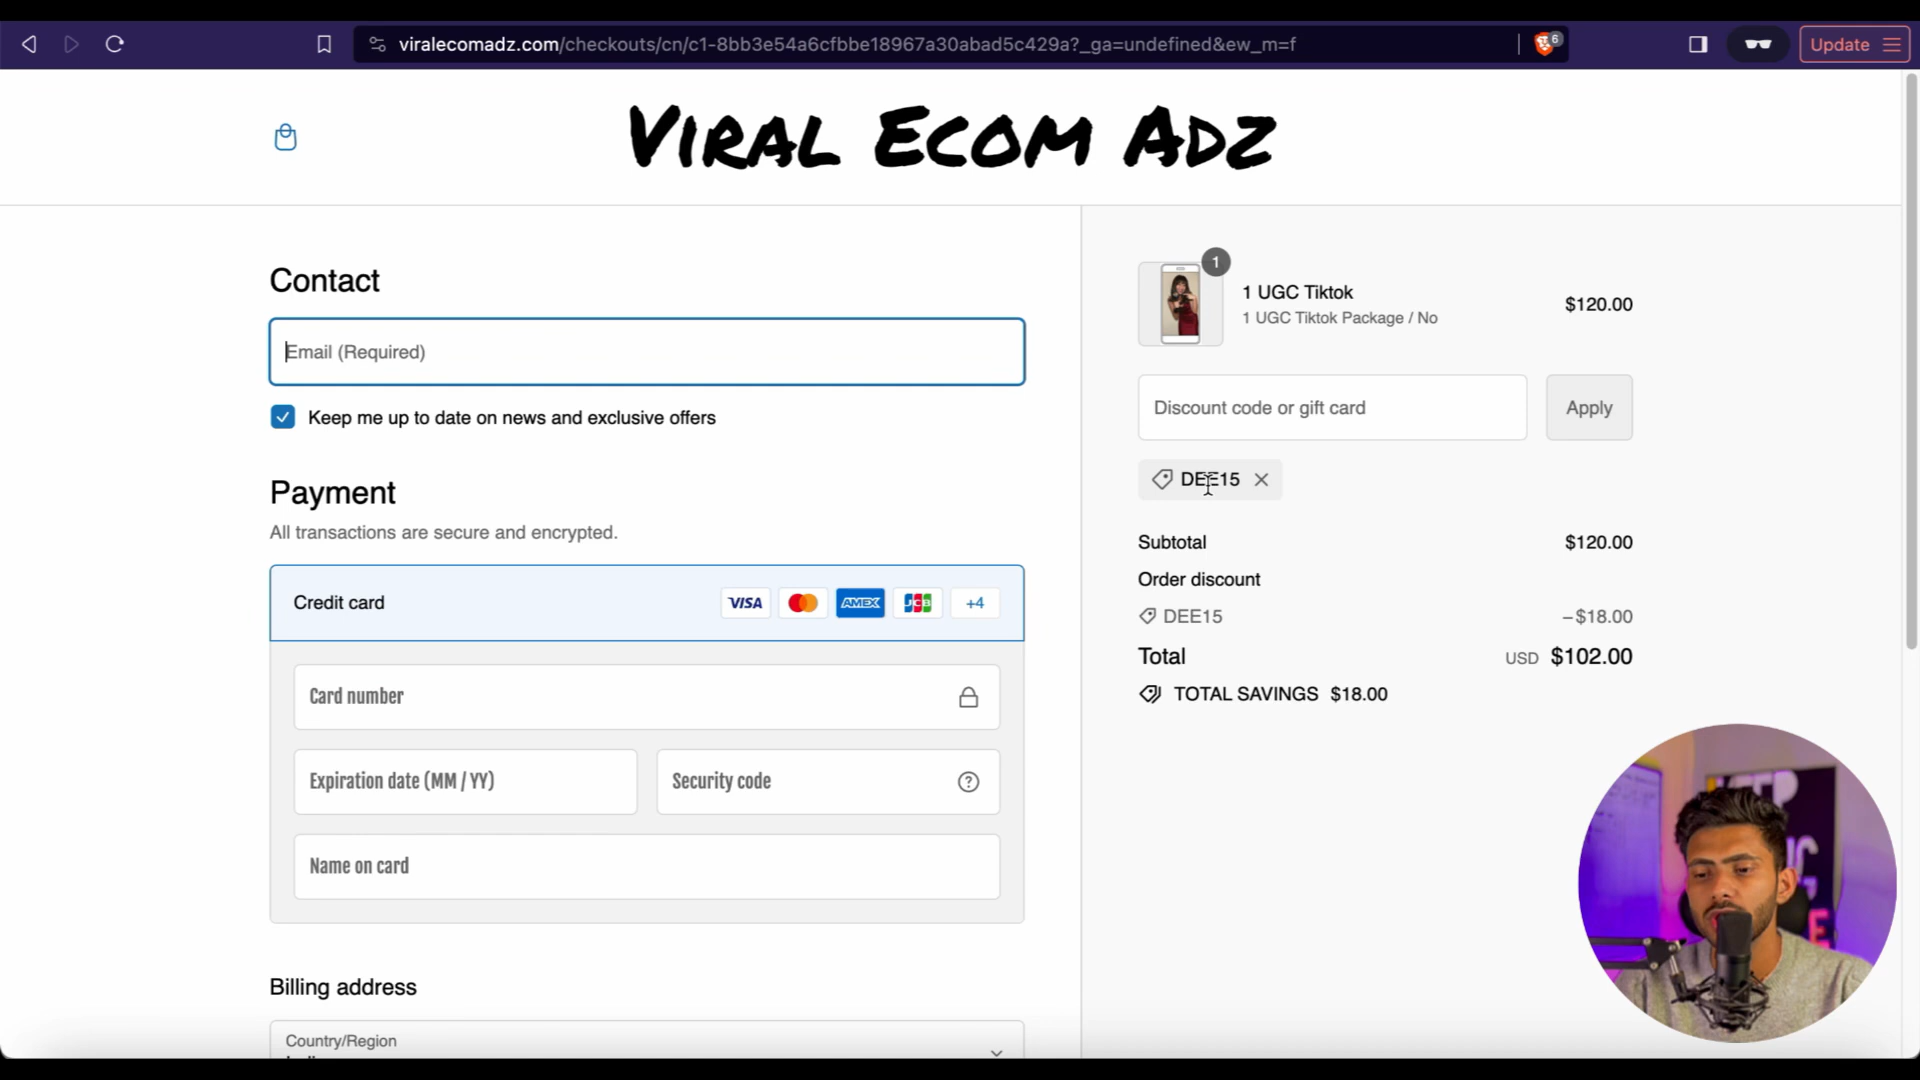 viralecomadz.com/checkouts/cn/c1-8bb3e54a6cfbbe18967a30abad5c429a?_ga=undefined&ew_m=f
6
Update
VIRAL ECOM ADZ
Contact
Email (Required)
Keep me up to date on news and exclusive offers
Payment
All transactions are secure and encrypted.
Credit card
VISA
AMEX
JCB
+4
Card number
Expiration date (MM / YY)
Security code
Name on card
Billing address
Country/Region
1
1 UGC Tiktok
1 UGC Tiktok Package / No
$120.00
Discount code or gift card
Apply
DEE15
Subtotal
$120.00
Order discount
DEE15
–$18.00
Total
USD $102.00
TOTAL SAVINGS $18.00